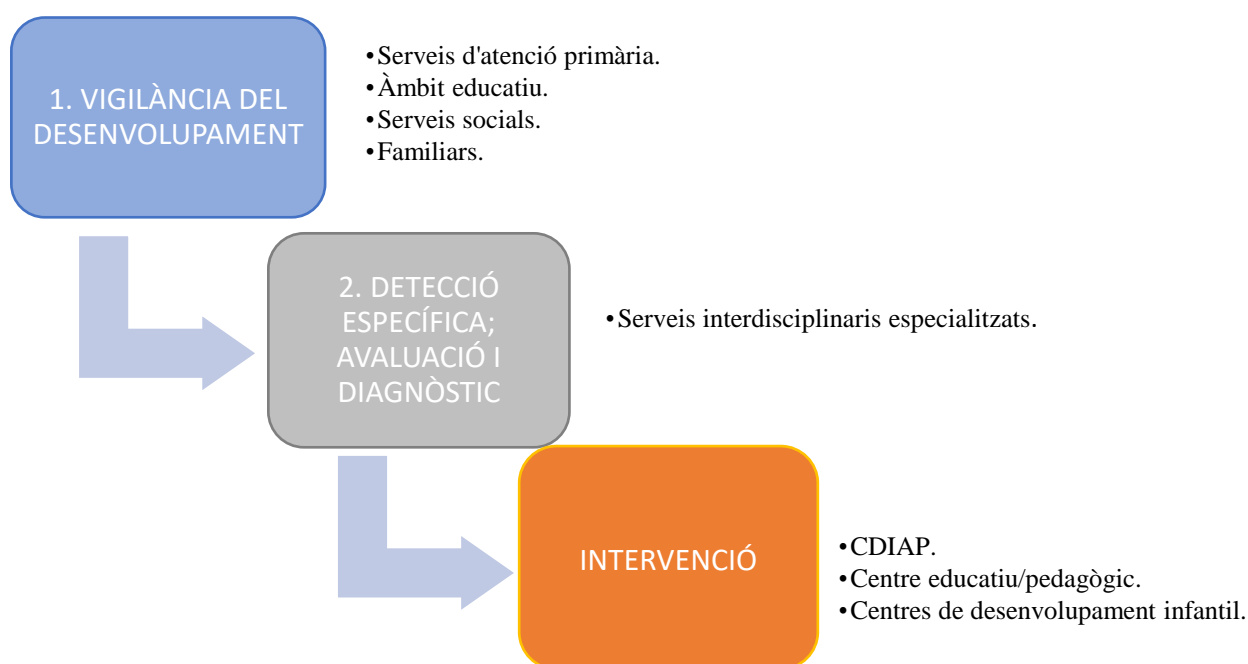 1. VIGILÀNCIA DEL
DESENVOLUPAMENT
•Serveis d'atenció primària.
•Àmbit educatiu.
•Serveis socials.
•Familiars.
2. DETECCIÓ
ESPECÍFICA;
AVALUACIÓ I
DIAGNÒSTIC
•Serveis interdisciplinaris especialitzats.
INTERVENCIÓ
•CDIAP.
•Centre educatiu/pedagògic.
•Centres de desenvolupament infantil.